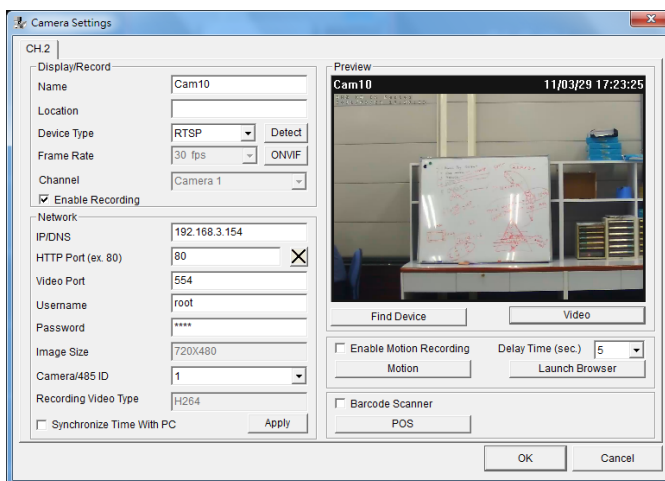 Camera Settings
CH.2
Display/Record
Name Cam10
Location
Device Type RTSP Detect
Frame Rate 30 fps ONVIF
Channel Camera 1
Enable Recording
Network
IP/DNS 192.168.3.154
HTTP Port (ex. 80) 80
Video Port 554
Username root
Password ****
Image Size 720X480
Camera/485 ID 1
Recording Video Type H264
Synchronize Time With PC Apply
Preview
Cam10 11/03/29 17:23:25
Find Device Video
Enable Motion Recording Delay Time (sec.) 5
Motion Launch Browser
Barcode Scanner
POS
OK Cancel